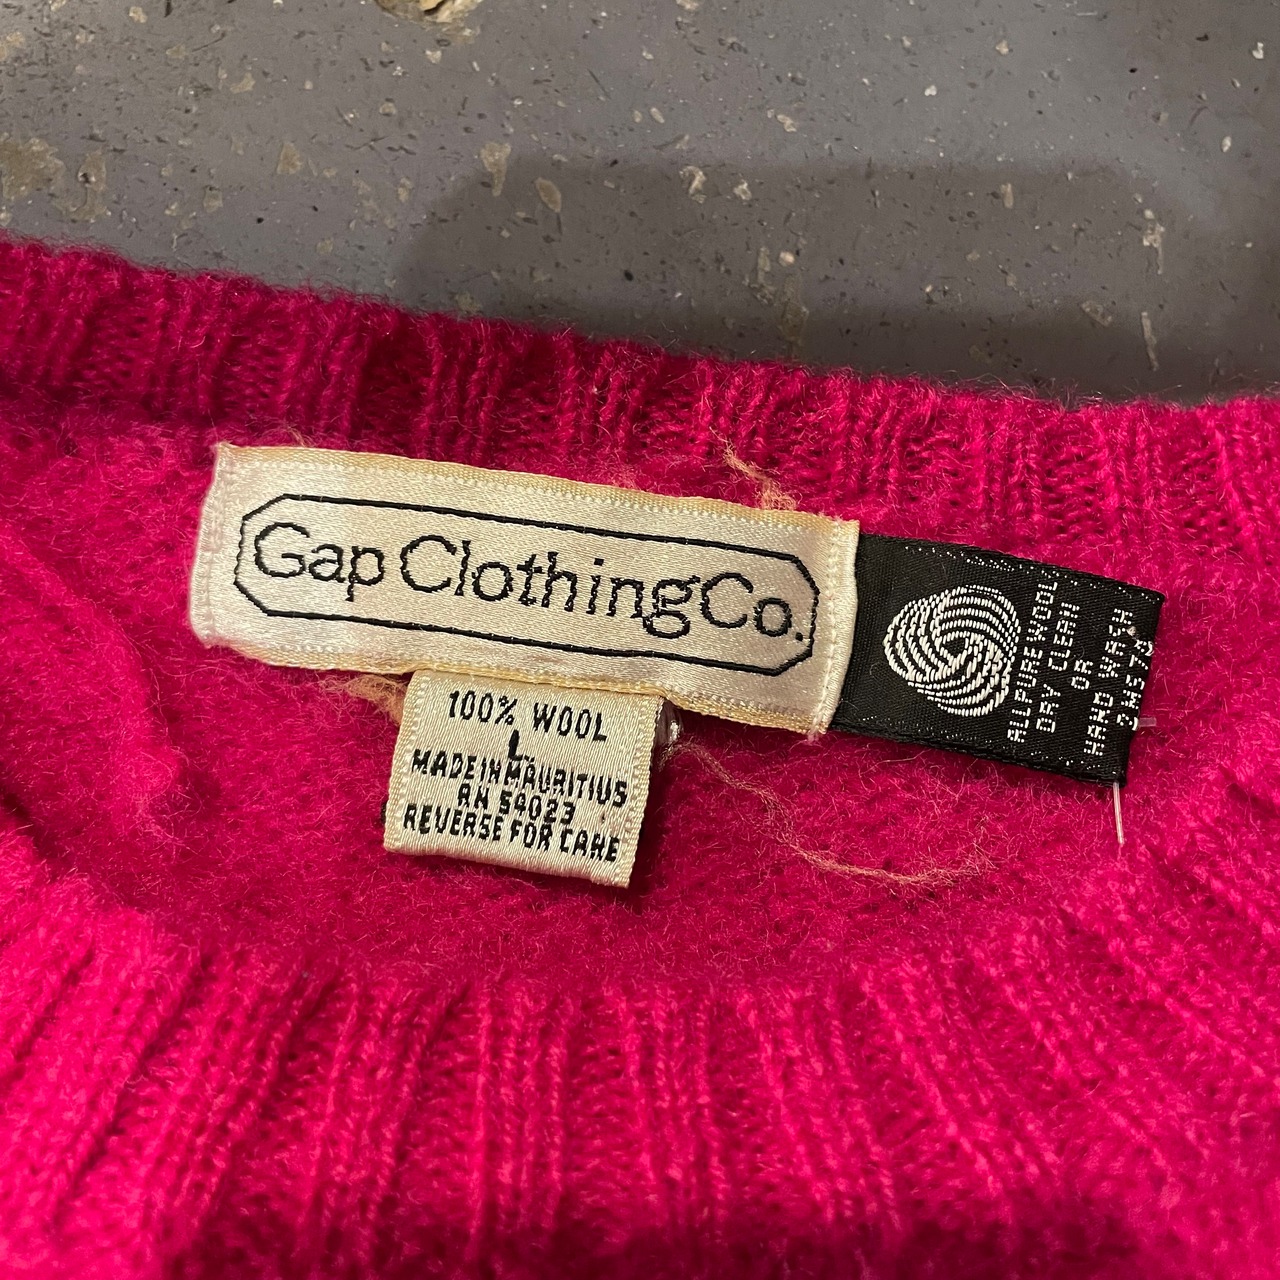 Gap Clothing Co.
100% WOOL
L
MADE IN MAURITIUS
RN 54023
REVERSE FOR CARE
ALL PURE WOOL
DRY CLEAN
OR
HAND WASH